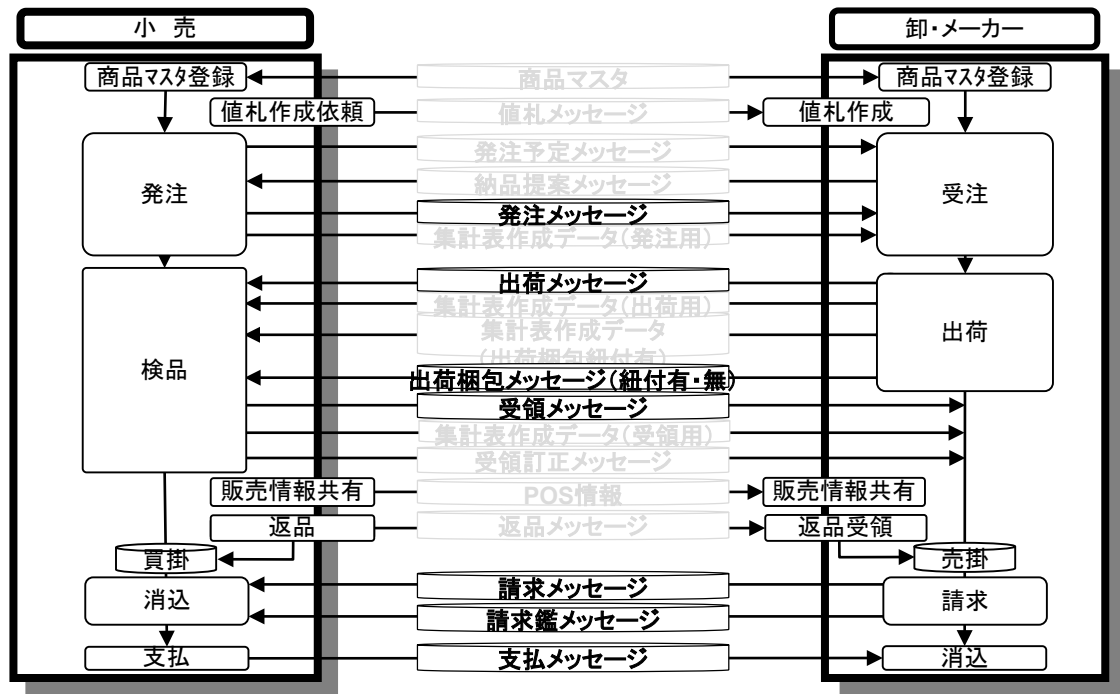 小 売
卸・メーカー
商品マスタ登録
商品マスタ
商品マスタ登録
値札作成依頼
値札メッセージ
値札作成
発注予定メッセージ
発注
納品提案メッセージ
受注
発注メッセージ
集計表作成データ(発注用)
出荷メッセージ
集計表作成データ(出荷用)
集計表作成データ
(出荷梱包紐付有)
出荷
検品
出荷梱包メッセージ(紐付有・無)
受領メッセージ
集計表作成データ(受領用)
受領訂正メッセージ
販売情報共有
POS情報
販売情報共有
返品
返品メッセージ
返品受領
買掛
売掛
請求メッセージ
消込
請求
請求鑑メッセージ
支払
支払メッセージ
消込